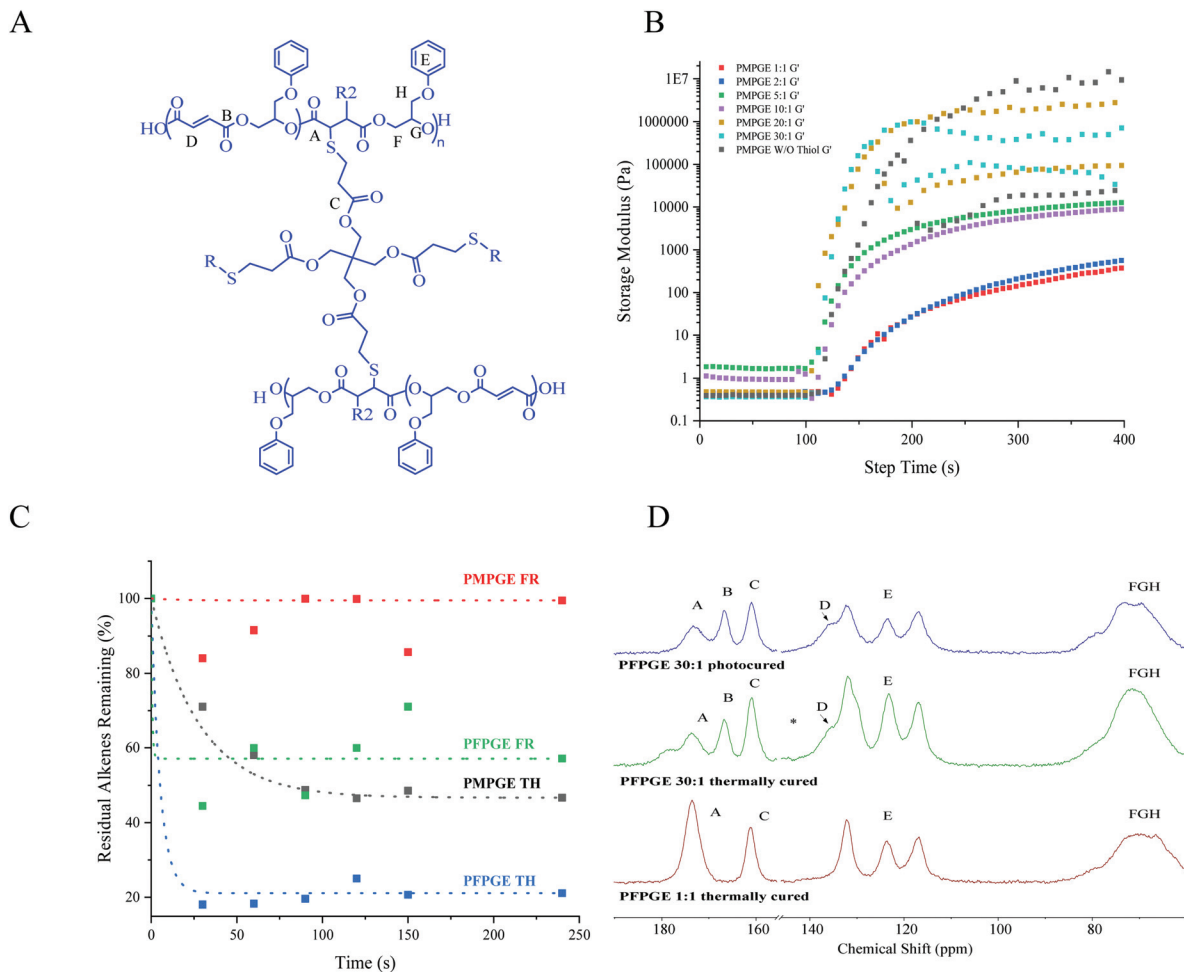 A
E
O
R2
H
O
O
O
B
HO
O
O
O
O
O
H
D
O
A
O
F
G
n
S
C
O
O
O
S
R
O
O
O
O
S
R
O
O
S
H
O
O
O
O
O
OH
O
R2
O
O
O
O
B
PMPGE 1:1 G'
PMPGE 2:1 G'
PMPGE 5:1 G'
PMPGE 10:1 G'
PMPGE 20:1 G'
PMPGE 30:1 G'
PMPGE W/O Thiol G'
Storage Modulus (Pa)
1E7
1000000
100000
10000
1000
100
10
1
0.1
0
100
200
300
400
Step Time (s)
C
Residual Alkenes Remaining (%)
100
80
60
40
20
PMPGE FR
PFPGE FR
PMPGE TH
PFPGE TH
0
50
100
150
200
250
Time (s)
D
A
B
C
D
E
FGH
PFPGE 30:1 photocured
A
B
C
*
D
E
FGH
PFPGE 30:1 thermally cured
A
C
E
FGH
PFPGE 1:1 thermally cured
180
160
140
120
80
Chemical Shift (ppm)